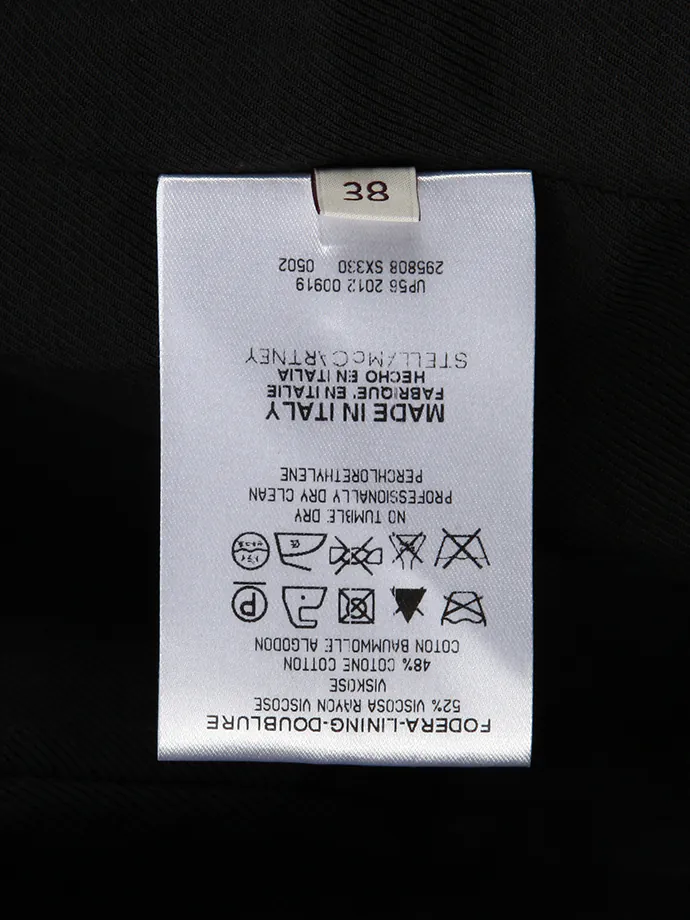 38
FODERA-LINING-DOUBLURE
52% VISCOSA RAYON VISCOSE
VISKOSE
48% COTONE COTTON
COTON BAUMWOLLE ALGODON
P
NO TUMBLE DRY
PROFESSIONALLY DRY CLEAN
PERCHLORETHYLENE
MADE IN ITALY
FABRIQUE' EN ITALIE
HECHO EN ITALIA
STELLA McCARTNEY
UP56 2012 00919
295808 SX330 0502